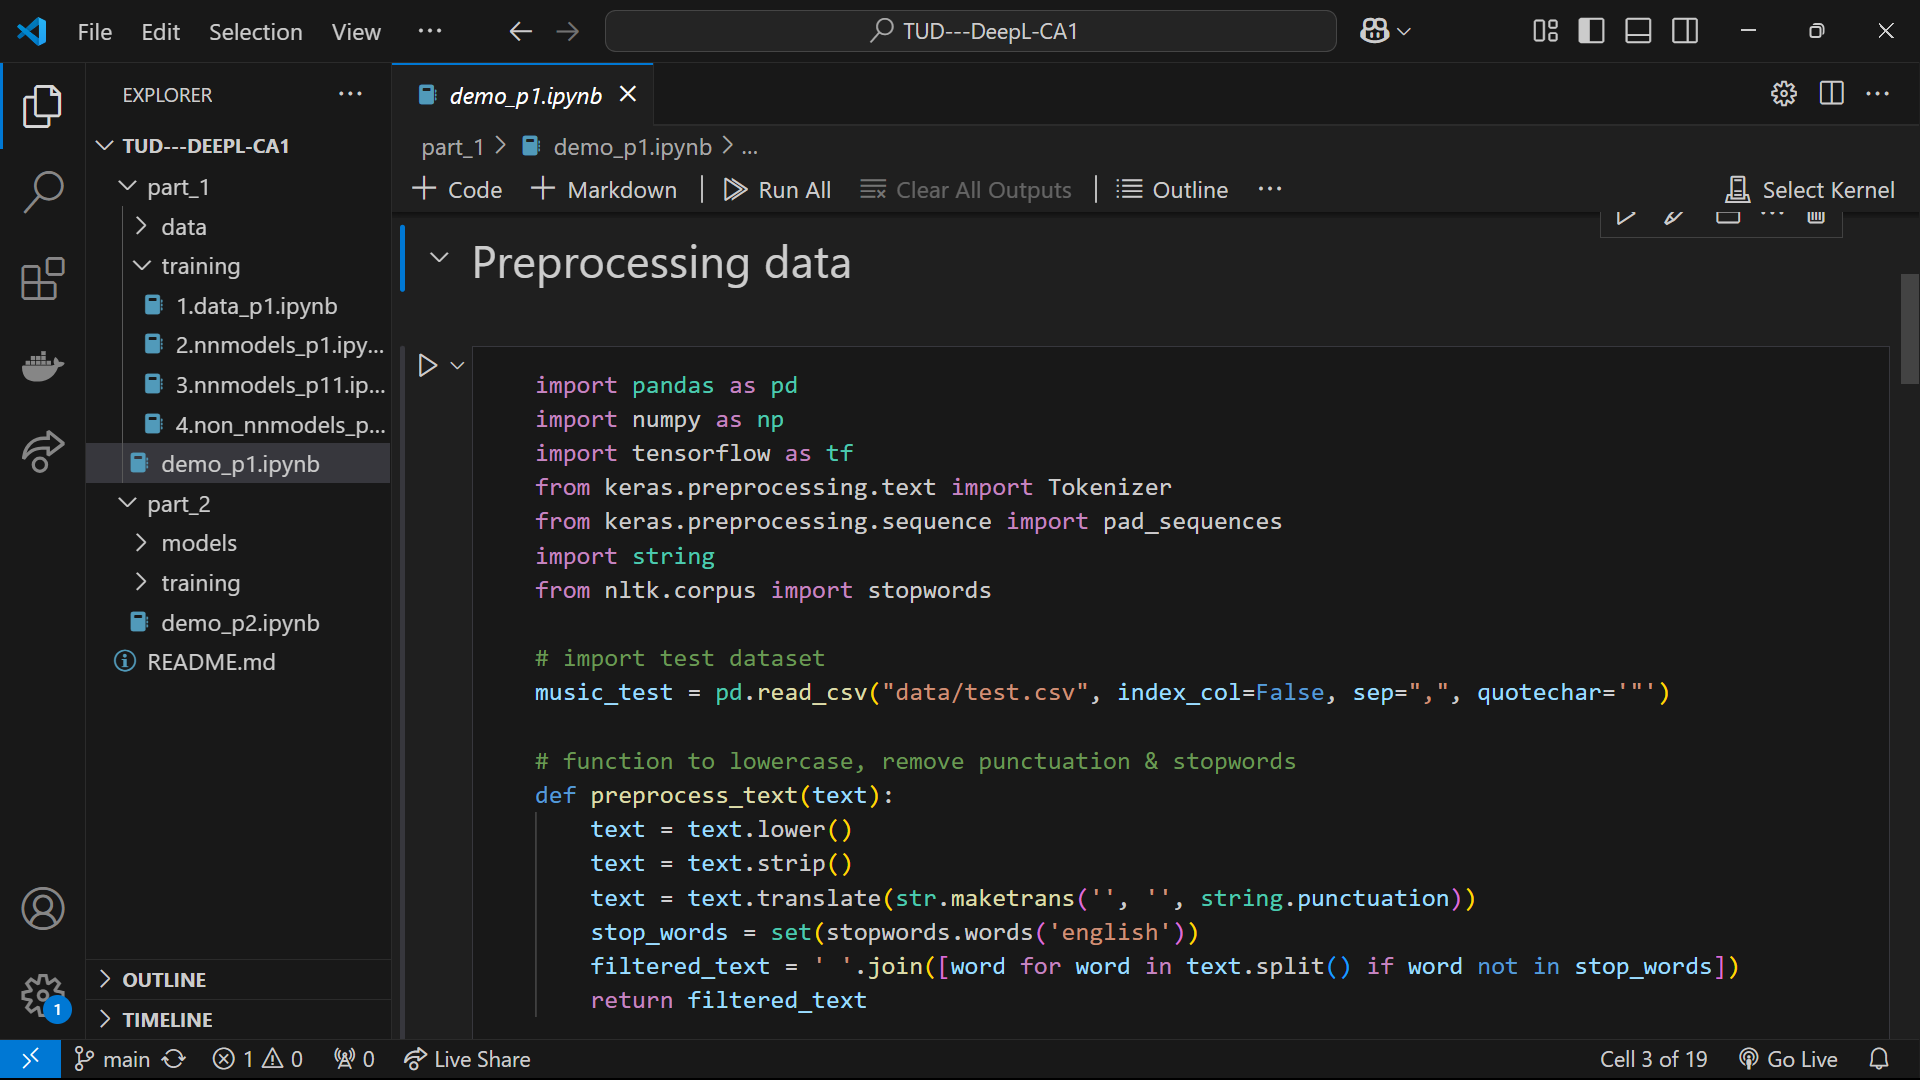 File Edit Selection View ···
TUD---DeepL-CA1
EXPLORER ···
TUD---DEEPL-CA1
part_1
data
training
1.data_p1.ipynb
2.nnmodels_p1.ipy...
3.nnmodels_p11.ip...
4.non_nnmodels_p...
demo_p1.ipynb
part_2
models
training
demo_p2.ipynb
README.md
OUTLINE
TIMELINE
1
demo_p1.ipynb
part_1 > demo_p1.ipynb > ...
Code Markdown Run All Clear All Outputs Outline ··· Select Kernel
Preprocessing data
import pandas as pd
import numpy as np
import tensorflow as tf
from keras.preprocessing.text import Tokenizer
from keras.preprocessing.sequence import pad_sequences
import string
from nltk.corpus import stopwords
# import test dataset
music_test = pd.read_csv("data/test.csv", index_col=False, sep=",", quotechar='"')
# function to lowercase, remove punctuation & stopwords
def preprocess_text(text):
    text = text.lower()
    text = text.strip()
    text = text.translate(str.maketrans('', '', string.punctuation))
    stop_words = set(stopwords.words('english'))
    filtered_text = ' '.join([word for word in text.split() if word not in stop_words])
    return filtered_text
main 1 0 0 Live Share Cell 3 of 19 Go Live